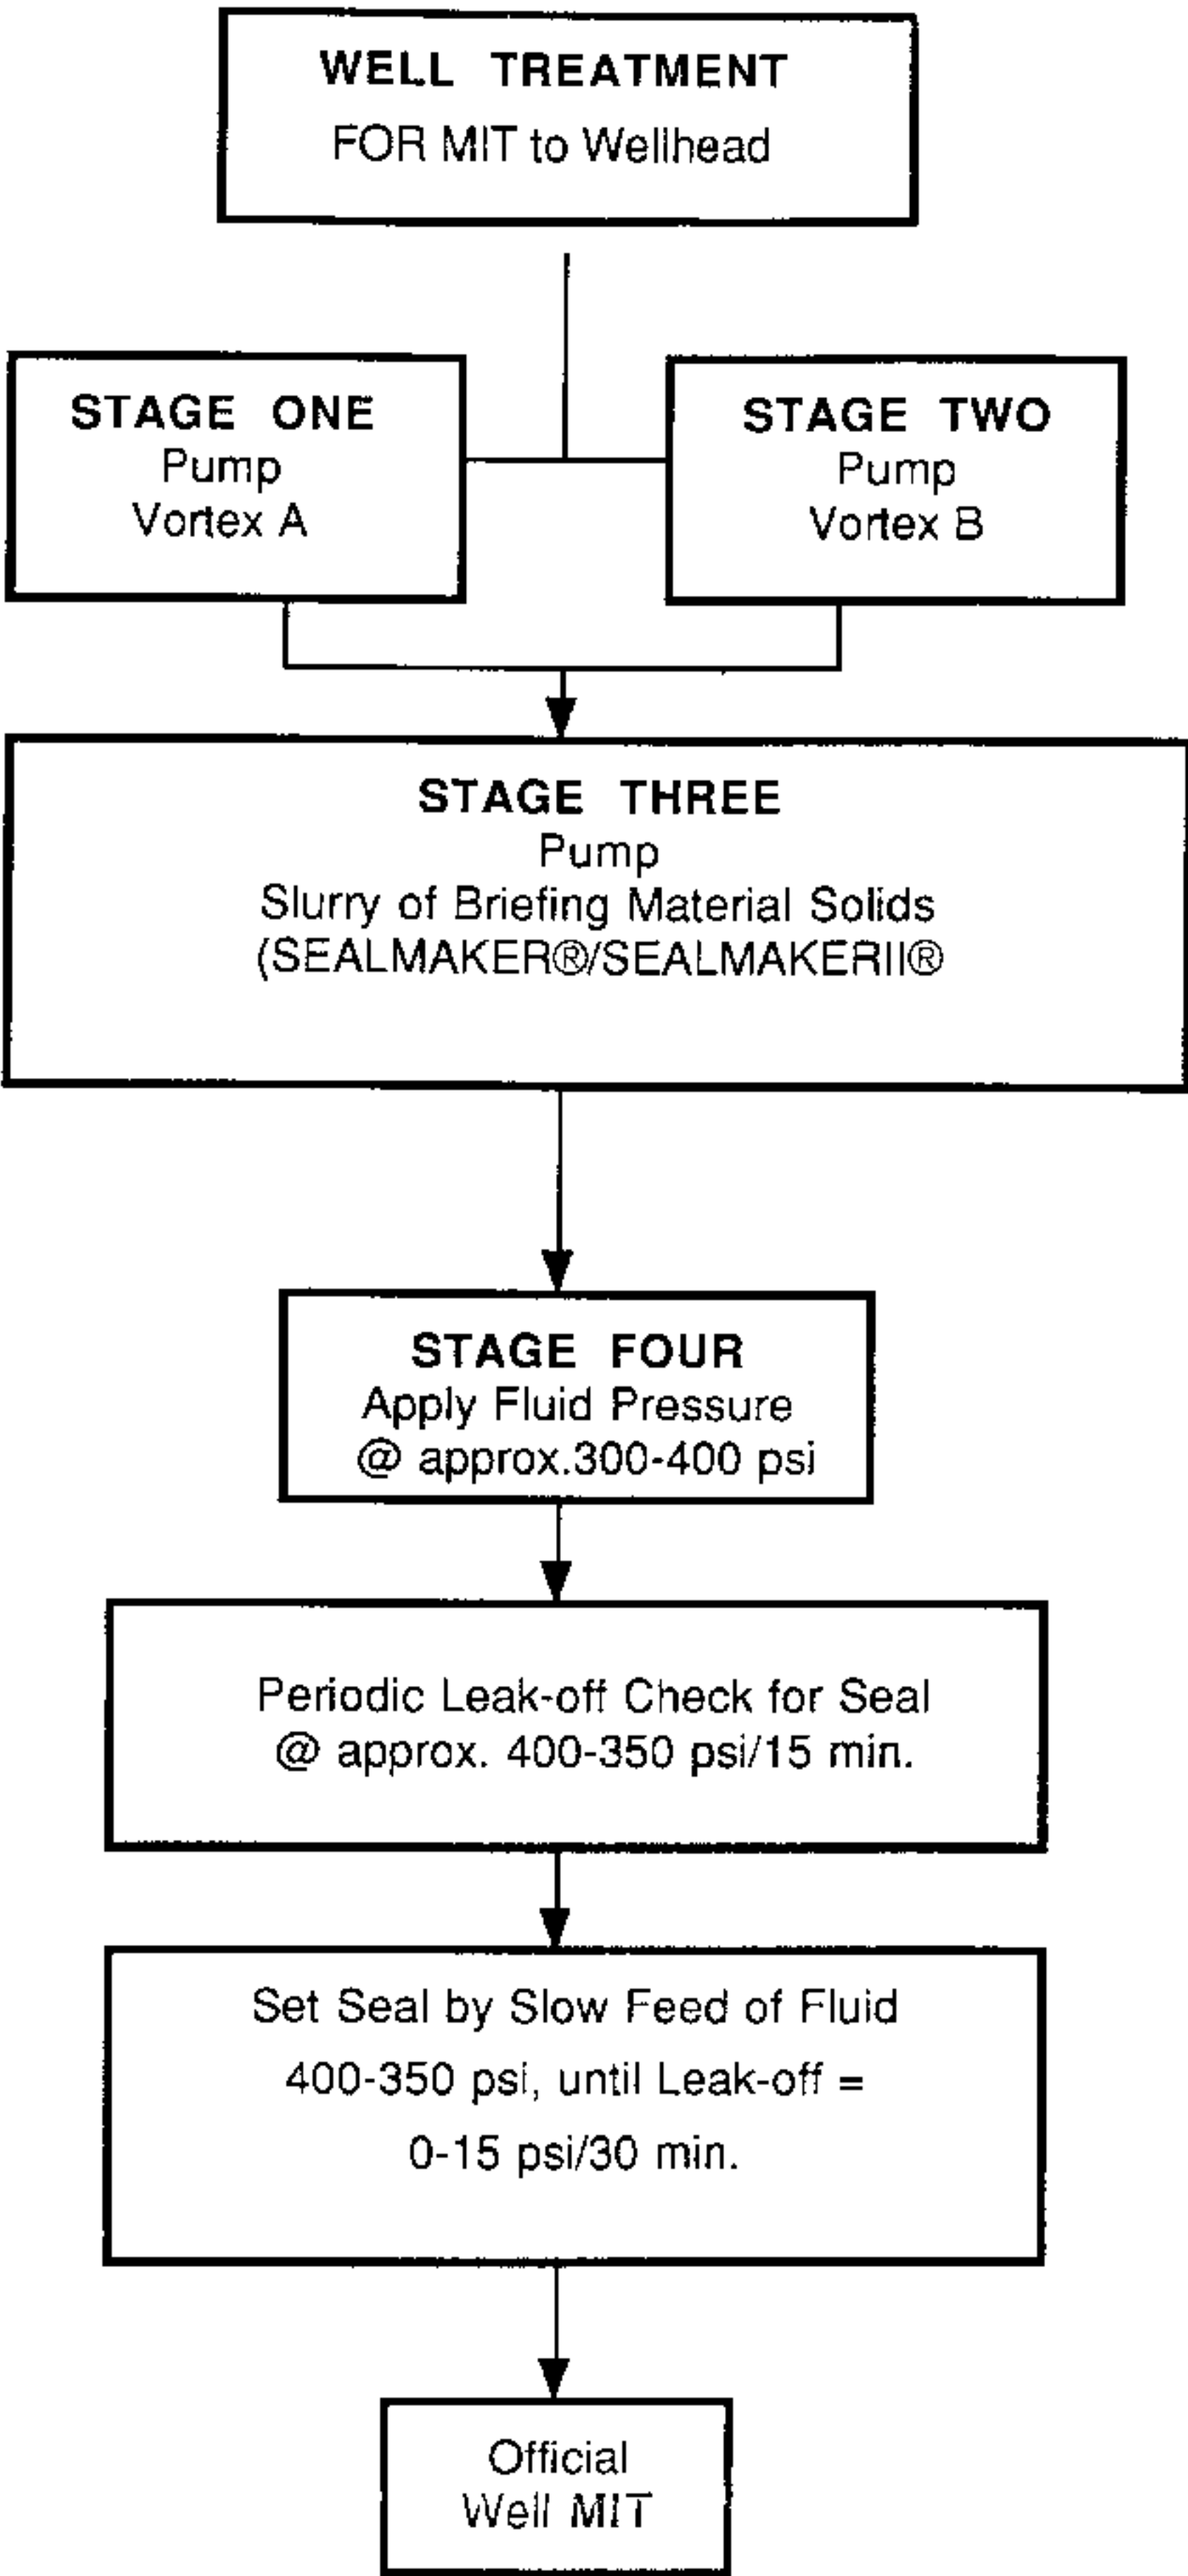 WELL TREATMENT
FOR MIT to Wellhead
STAGE ONE
Pump
Vortex A
STAGE TWO
Pump
Vortex B
STAGE THREE
Pump
Slurry of Briefing Material Solids
(SEALMAKER®/SEALMAKERII®
STAGE FOUR
Apply Fluid Pressure
@ approx.300-400 psi
Periodic Leak-off Check for Seal
@ approx. 400-350 psi/15 min.
Set Seal by Slow Feed of Fluid
400-350 psi, until Leak-off =
0-15 psi/30 min.
Official
Well MIT